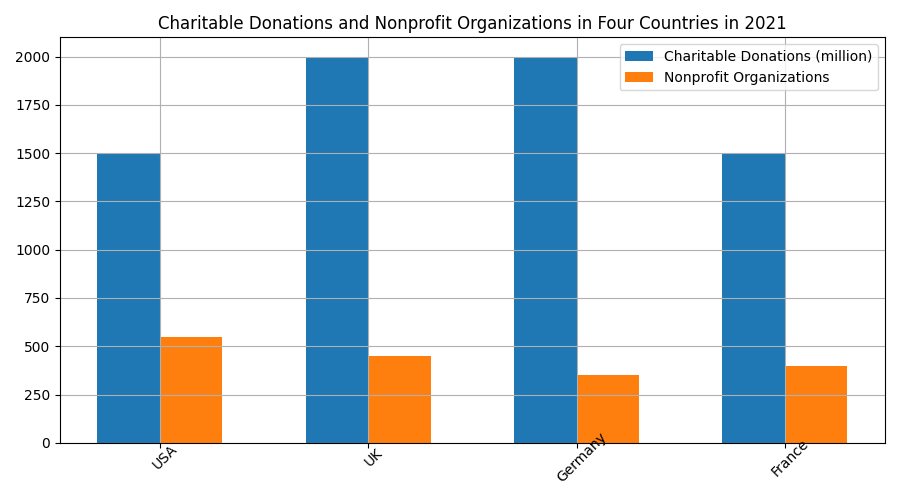 Charitable Donations and Nonprofit Organizations in Four Countries in 2021
Charitable Donations (million)
Nonprofit Organizations
2000
1750
1500
1250
1000
750
500
250
0
USA
UK
Germany
France